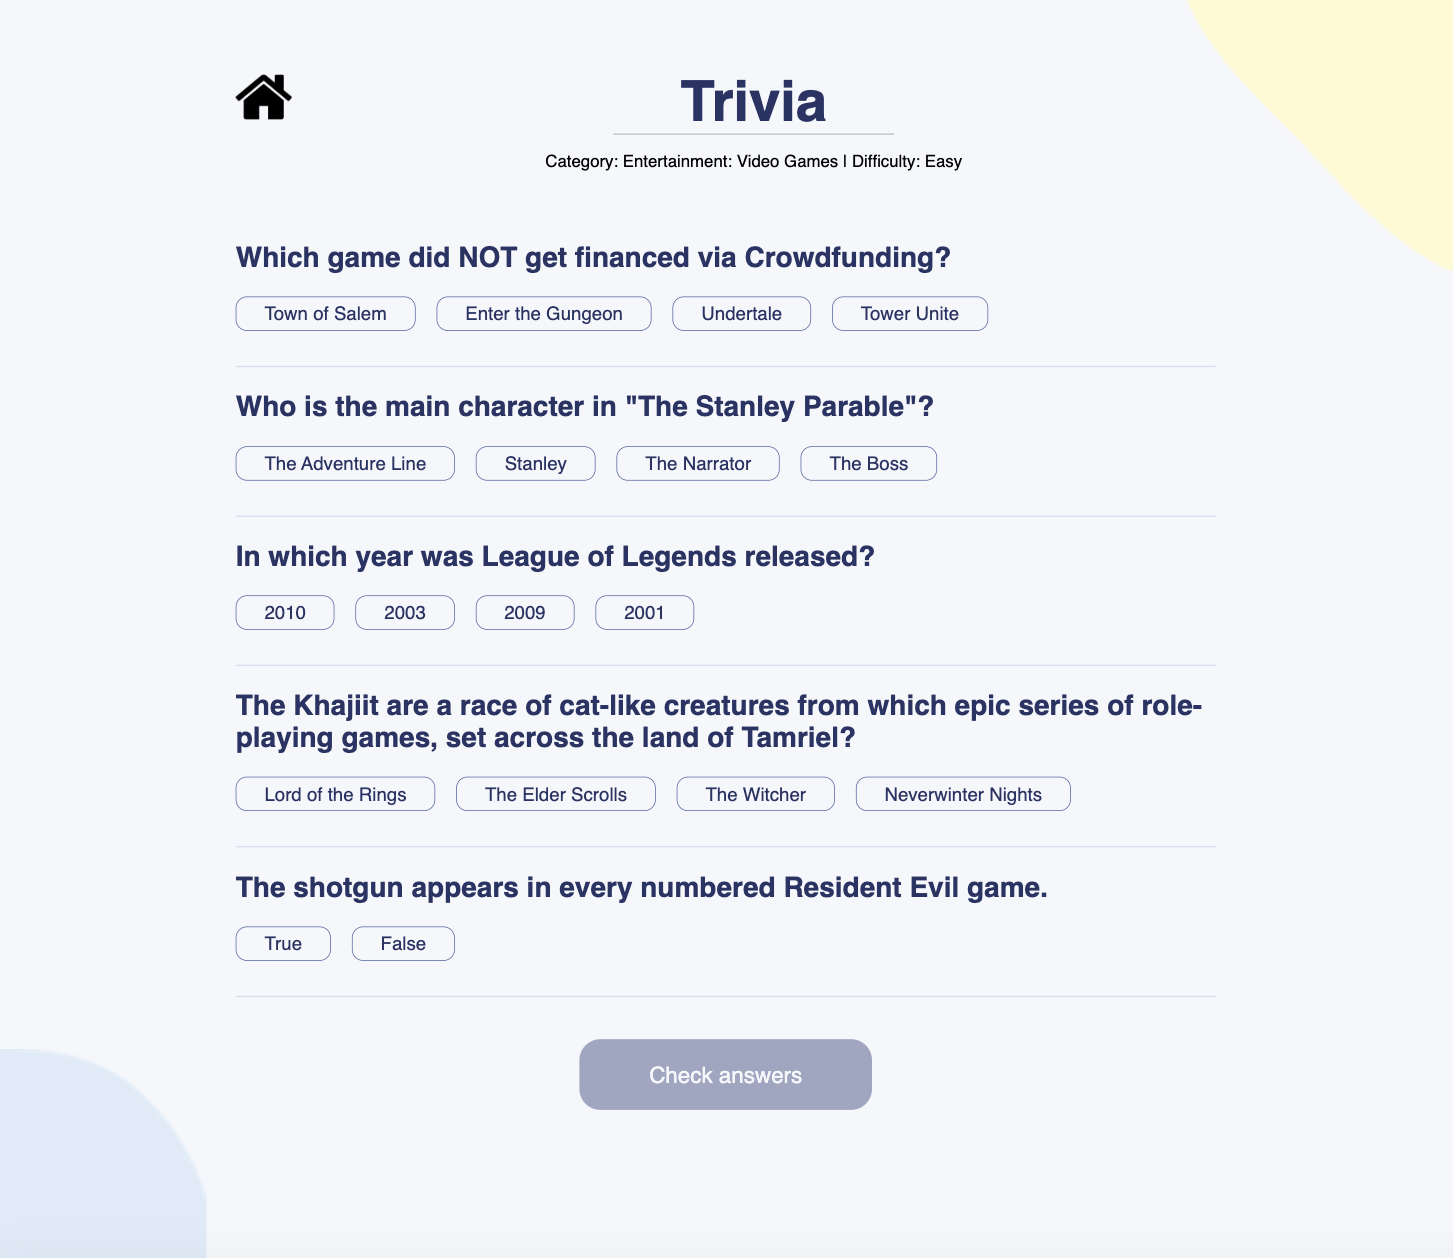 Trivia
Category: Entertainment: Video Games | Difficulty: Easy
Which game did NOT get financed via Crowdfunding?
Town of Salem Enter the Gungeon Undertale Tower Unite
Who is the main character in "The Stanley Parable"?
The Adventure Line Stanley The Narrator The Boss
In which year was League of Legends released?
2010 2003 2009 2001
The Khajiit are a race of cat-like creatures from which epic series of role-
playing games, set across the land of Tamriel?
Lord of the Rings The Elder Scrolls The Witcher Neverwinter Nights
The shotgun appears in every numbered Resident Evil game.
True False
Check answers